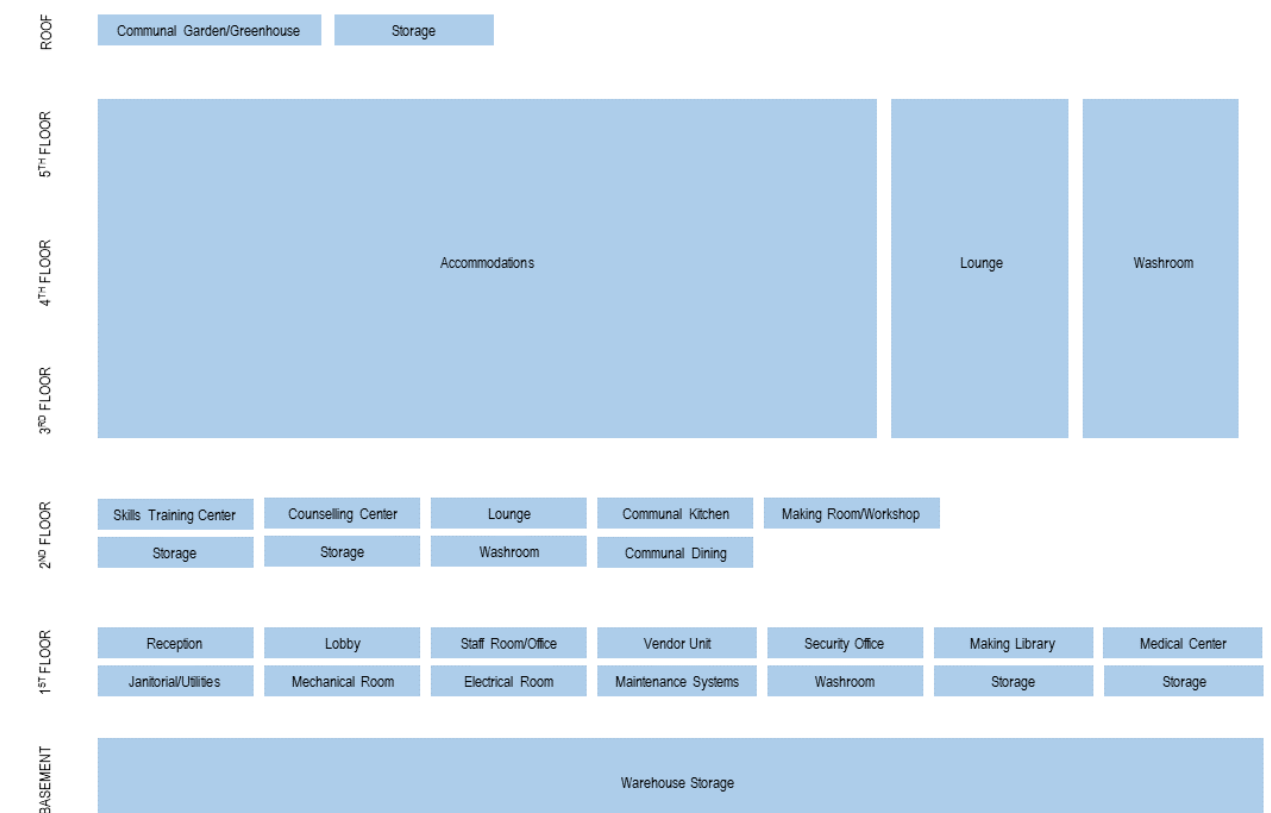 ROOF
Communal Garden/Greenhouse
Storage
5TH FLOOR
4TH FLOOR
3RD FLOOR
Accommodations
Lounge
Washroom
2ND FLOOR
Skills Training Center
Counselling Center
Lounge
Communal Kitchen
Making Room/Workshop
Storage
Storage
Washroom
Communal Dining
1ST FLOOR
Reception
Lobby
Staff Room/Office
Vendor Unit
Security Office
Making Library
Medical Center
Janitorial/Utilities
Mechanical Room
Electrical Room
Maintenance Systems
Washroom
Storage
Storage
BASEMENT
Warehouse Storage